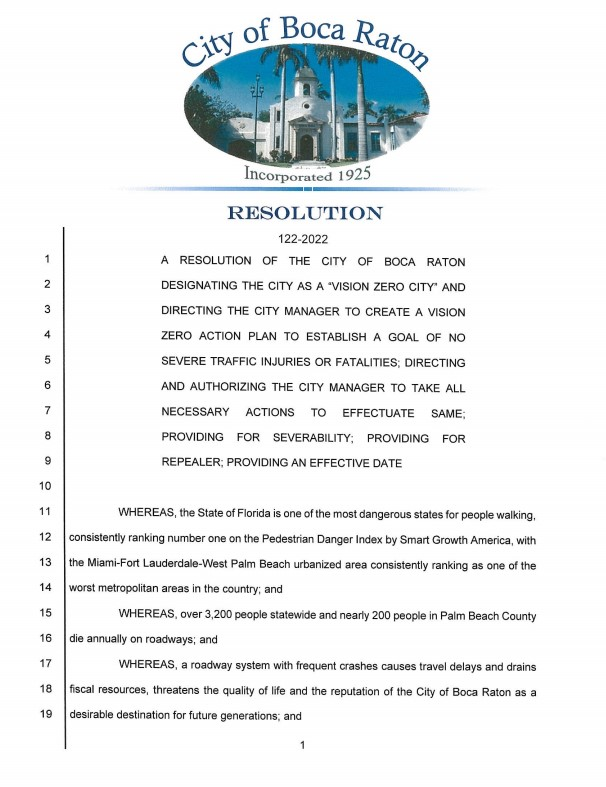 City of Boca Raton
Incorporated 1925
RESOLUTION
122-2022
1 A RESOLUTION OF THE CITY OF BOCA RATON
2 DESIGNATING THE CITY AS A “VISION ZERO CITY” AND
3 DIRECTING THE CITY MANAGER TO CREATE A VISION
4 ZERO ACTION PLAN TO ESTABLISH A GOAL OF NO
5 SEVERE TRAFFIC INJURIES OR FATALITIES; DIRECTING
6 AND AUTHORIZING THE CITY MANAGER TO TAKE ALL
7 NECESSARY ACTIONS TO EFFECTUATE SAME;
8 PROVIDING FOR SEVERABILITY; PROVIDING FOR
9 REPEALER; PROVIDING AN EFFECTIVE DATE
10
11 WHEREAS, the State of Florida is one of the most dangerous states for people walking,
12 consistently ranking number one on the Pedestrian Danger Index by Smart Growth America, with
13 the Miami-Fort Lauderdale-West Palm Beach urbanized area consistently ranking as one of the
14 worst metropolitan areas in the country; and
15 WHEREAS, over 3,200 people statewide and nearly 200 people in Palm Beach County
16 die annually on roadways; and
17 WHEREAS, a roadway system with frequent crashes causes travel delays and drains
18 fiscal resources, threatens the quality of life and the reputation of the City of Boca Raton as a
19 desirable destination for future generations; and
1